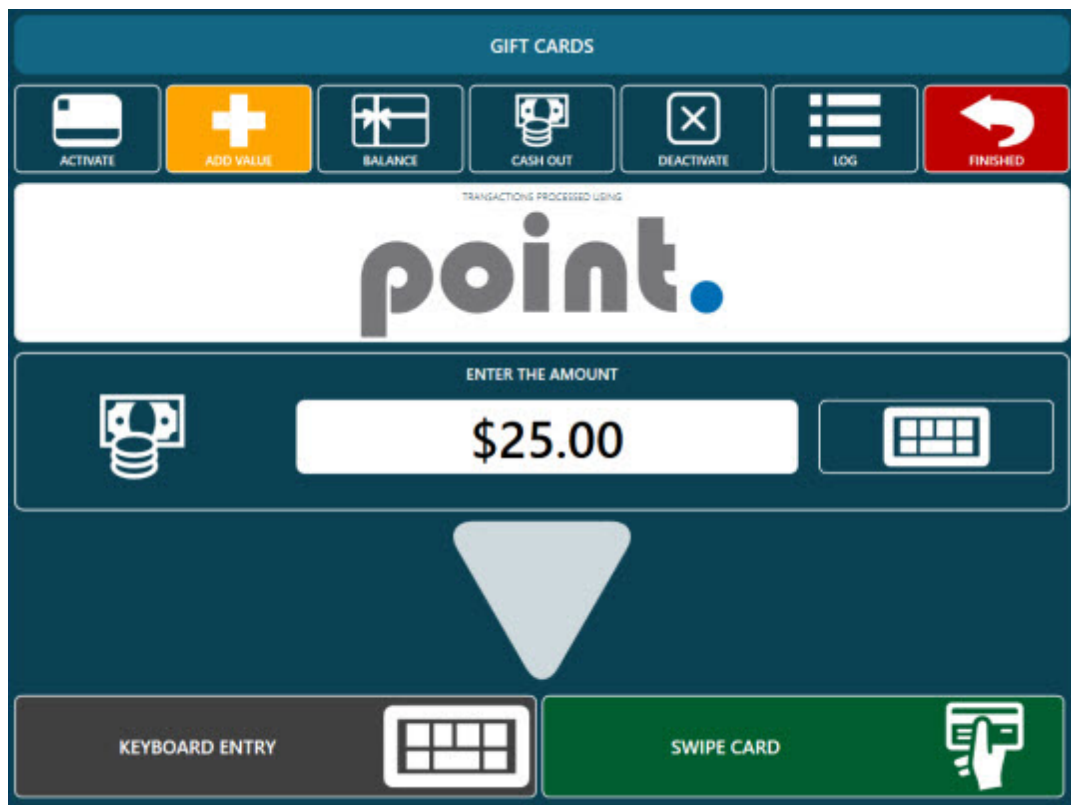 GIFT CARDS
ACTIVATE
ADD VALUE
BALANCE
CASH OUT
DEACTIVATE
LOG
FINISHED
TRANSACTIONS PROCESSED USING
point.
ENTER THE AMOUNT
$25.00
KEYBOARD ENTRY
SWIPE CARD